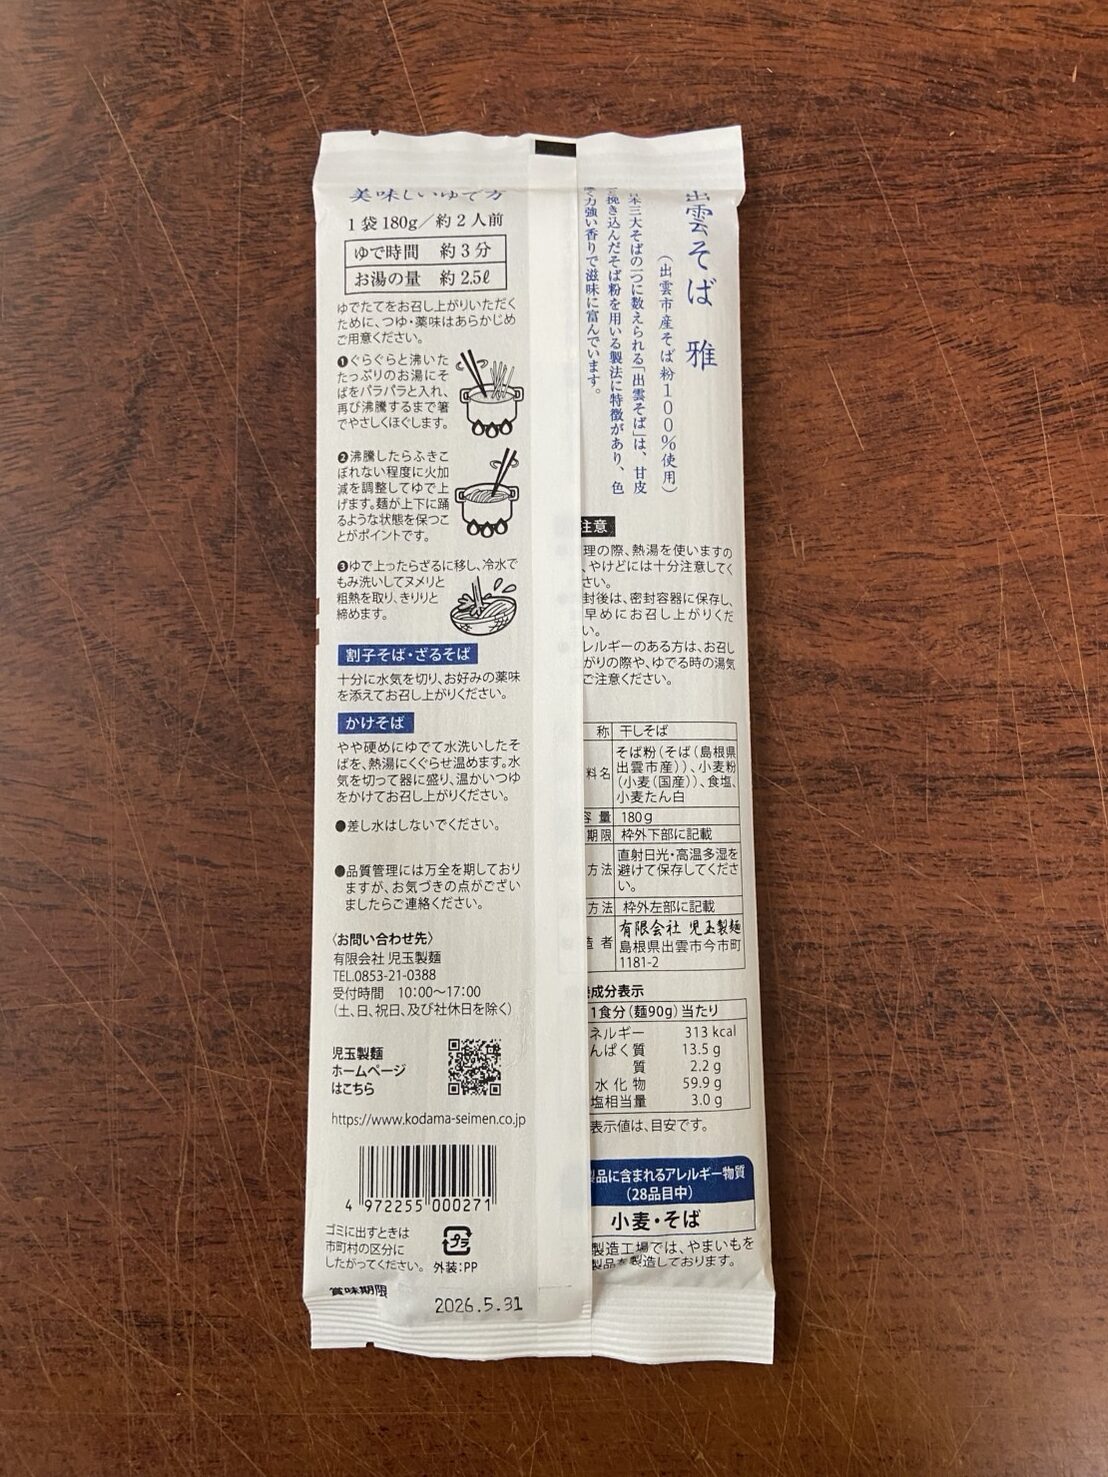 美味しいゆで方
1袋180g／約2人前
ゆで時間 約3分
お湯の量 約2.5ℓ
ゆでたてをお召し上がりいただく
ために、つゆ・薬味はあらかじめ
ご用意ください。
❶ぐらぐらと沸いた
たっぷりのお湯にそ
ばをパラパラと入れ、
再び沸騰するまで箸
でやさしくほぐします。
❷沸騰したらふきこ
ぼれない程度に火加
減を調整してゆで上
げます。麺が上下に踊
るような状態を保つこ
とがポイントです。
❸ゆで上ったらざるに移し、冷水で
もみ洗いしてヌメリと
粗熱を取り、きりりと
締めます。
割子そば・ざるそば
十分に水気を切り、お好みの薬味
を添えてお召し上がりください。
かけそば
やや硬めにゆでて水洗いしたそ
ばを、熱湯にくぐらせ温めます。水
気を切って器に盛り、温かいつゆ
をかけてお召し上がりください。
●差し水はしないでください。
●品質管理には万全を期しており
ますが、お気づきの点がござい
ましたらご連絡ください。
〈お問い合わせ先〉
有限会社 児玉製麺
TEL.0853-21-0388
受付時間 10:00〜17:00
（土、日、祝日、及び社休日を除く）
児玉製麺
ホームページ
はこちら
https://www.kodama-seimen.co.jp
4 972255 000271
ゴミに出すときは
市町村の区分に
したがってください。
プラ
外装：PP
賞味期限
2026.5.31
出雲そば 雅
（出雲市産そば粉100％使用）
三大そばの一つに数えられる「出雲そば」は、甘皮
挽き込んだそば粉を用いる製法に特徴があり、色
力強い香りで滋味に富んでいます。
注意
理の際、熱湯を使いますの
、やけどには十分注意してく
さい。
封後は、密封容器に保存し、
早めにお召し上がりくだ
い。
レルギーのある方は、お召し
がりの際や、ゆでる時の湯気
ご注意ください。
称 干しそば
料名 そば粉（そば（島根県
出雲市産））、小麦粉
（小麦（国産））、食塩、
小麦たん白
容量 180g
期限 枠外下部に記載
方法 直射日光・高温多湿を
避けて保存してくださ
い。
方法 枠外左部に記載
造者 有限会社 児玉製麺
島根県出雲市今市町
1181-2
成分表示
1食分（麺90g）当たり
ネルギー 313 kcal
んぱく質 13.5 g
質 2.2 g
水化物 59.9 g
塩相当量 3.0 g
表示値は、目安です。
製品に含まれるアレルギー物質
（28品目中）
小麦・そば
製造工場では、やまいもを
製品を製造しております。